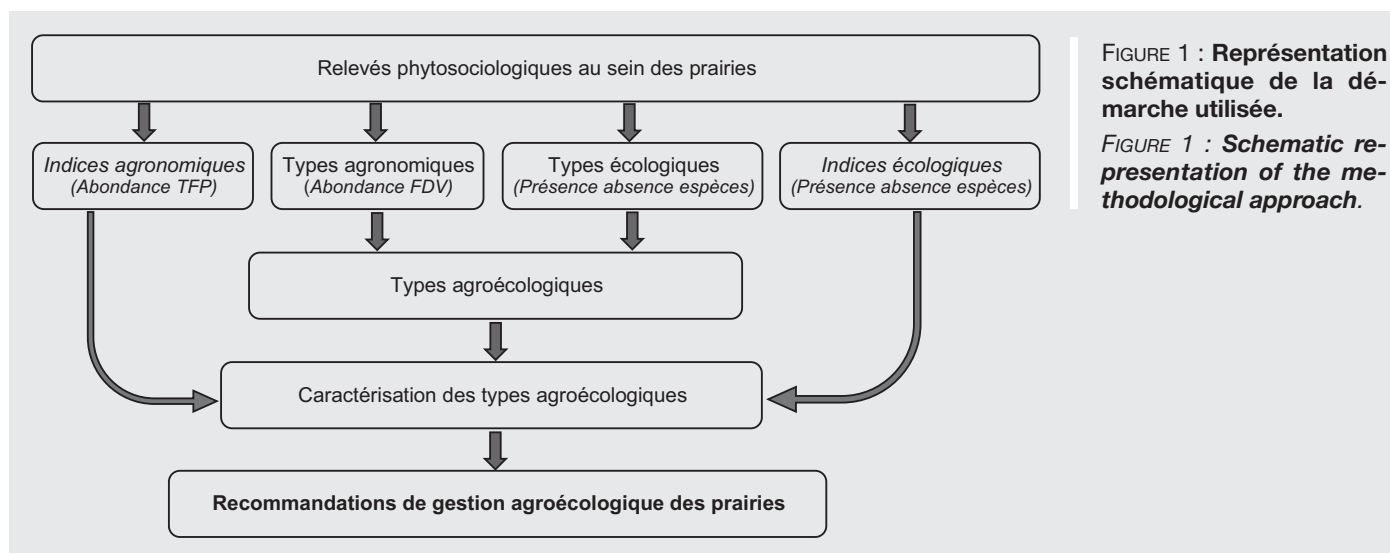 Relevés phytosociologiques au sein des prairies
Indices agronomiques
(Abondance TFP)
Types agronomiques
(Abondance FDV)
Types écologiques
(Présence absence espèces)
Indices écologiques
(Présence absence espèces)
Types agroécologiques
Caractérisation des types agroécologiques
Recommandations de gestion agroécologique des prairies
FIGURE 1 : Représentation
schématique de la dé-
marche utilisée.
FIGURE 1 : Schematic re-
presentation of the me-
thodological approach.